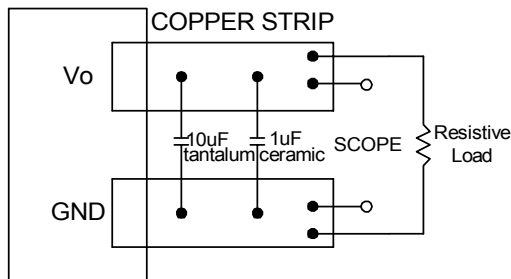 COPPER STRIP
Vo
10uF 1uF
tantalum ceramic
SCOPE
Resistive
Load
GND